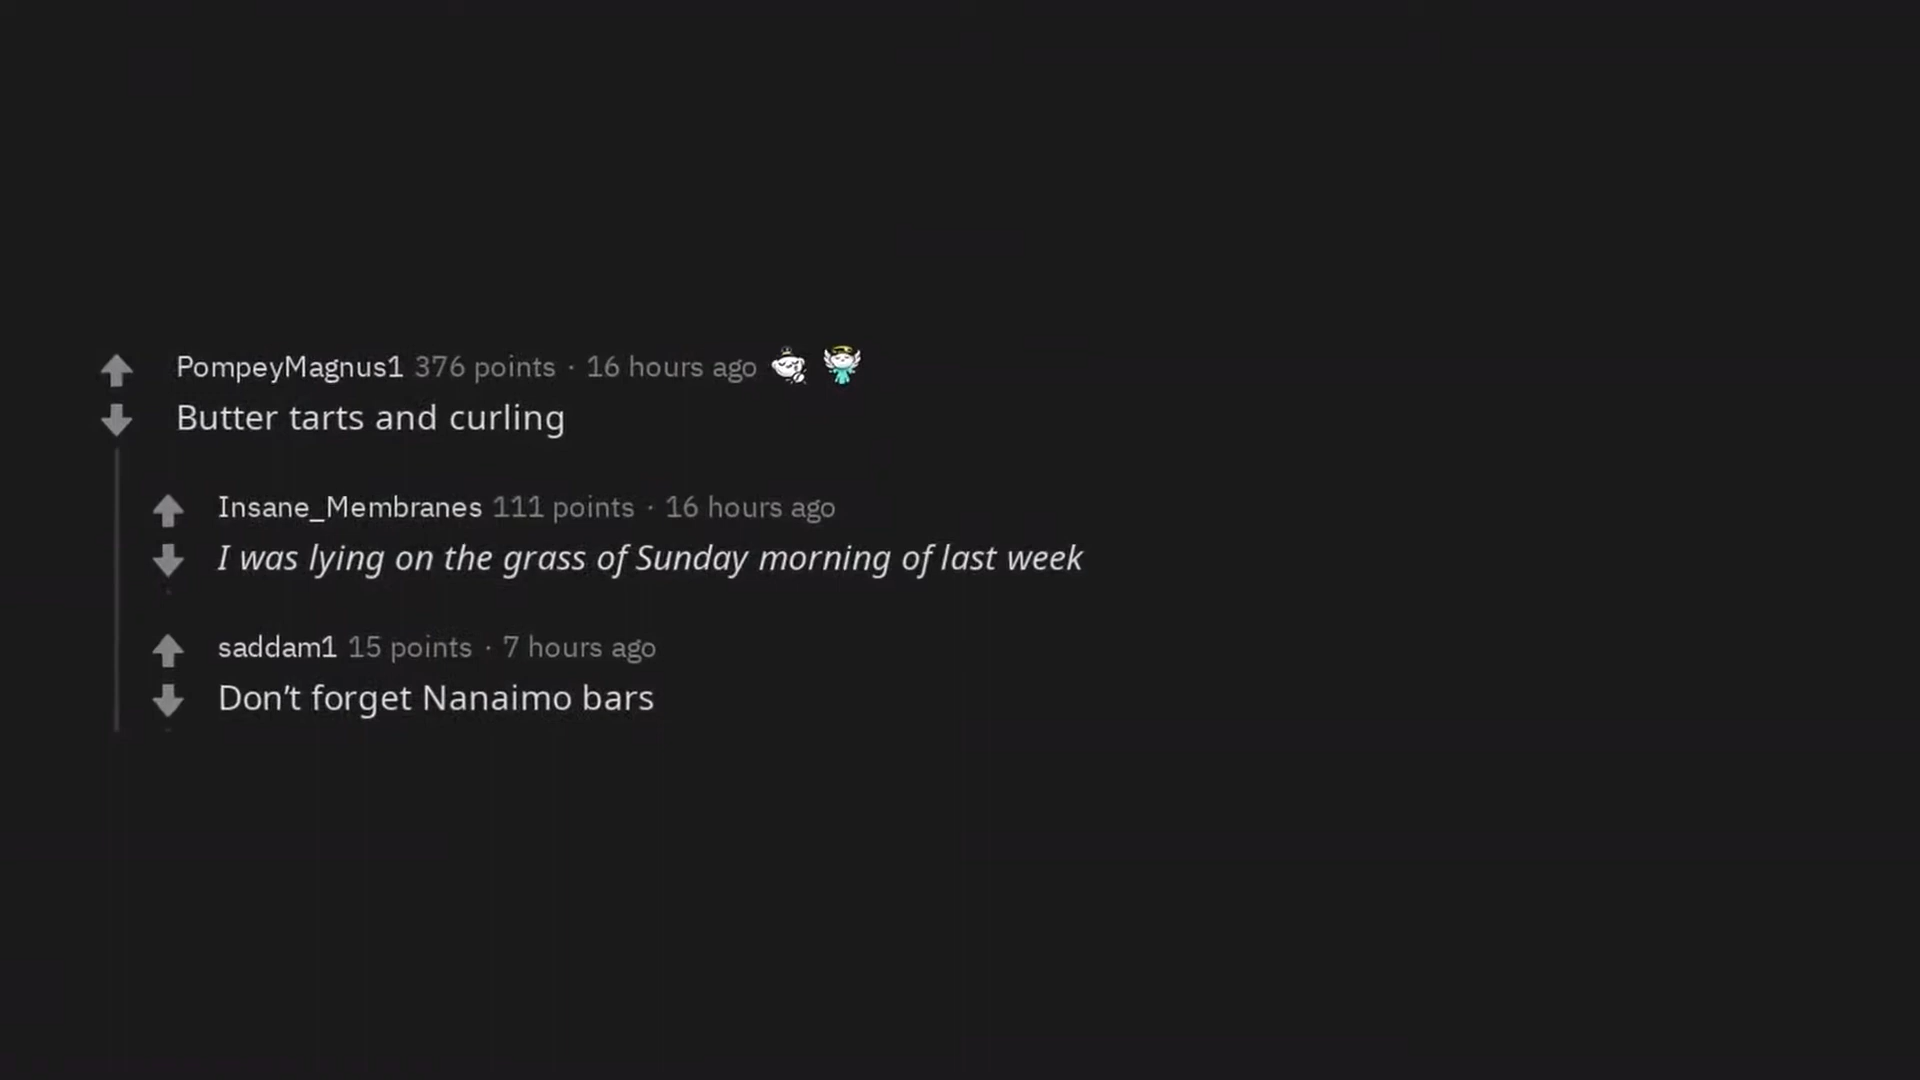 PompeyMagnus1 376 points · 16 hours ago
Butter tarts and curling
Insane_Membranes 111 points · 16 hours ago
I was lying on the grass of Sunday morning of last week
saddam1 15 points · 7 hours ago
Don't forget Nanaimo bars